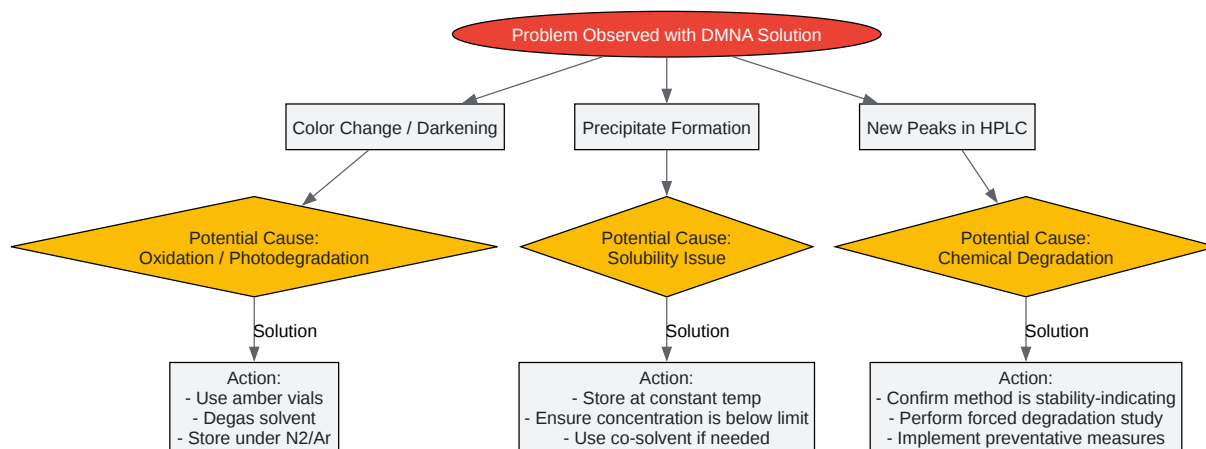 Problem Observed with DMNA Solution
Color Change / Darkening
Precipitate Formation
New Peaks in HPLC
Potential Cause:
Oxidation / Photodegradation
Potential Cause:
Solubility Issue
Potential Cause:
Chemical Degradation
Solution
Solution
Solution
Action:
- Use amber vials
- Degas solvent
- Store under N2/Ar
Action:
- Store at constant temp
- Ensure concentration is below limit
- Use co-solvent if needed
Action:
- Confirm method is stability-indicating
- Perform forced degradation study
- Implement preventative measures